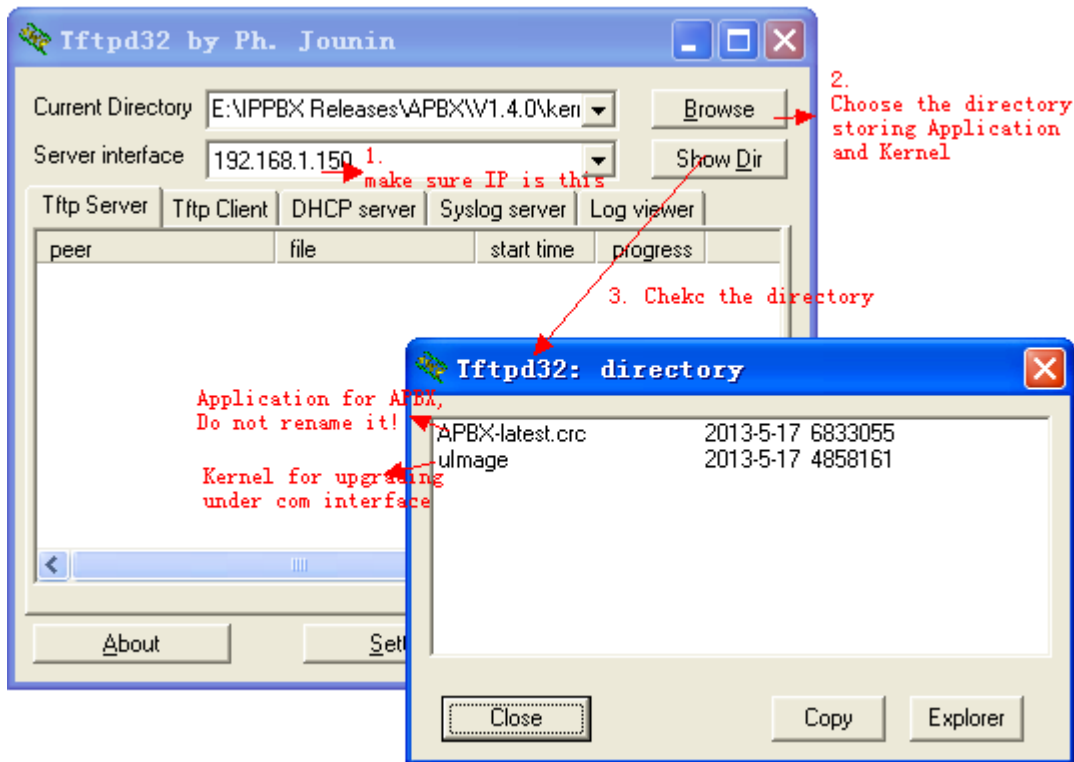 Tftpd32 by Ph. Jounin
Current Directory E:\IPPBX Releases\APBX\V1.4.0\keri Browse
Server interface 192.168.1.150 Show Dir
1.
make sure IP is this
2.
Choose the directory
storing Application
and Kernel
Tftp Server Tftp Client DHCP server Syslog server Log viewer
peer file start time progress
3. Chekc the directory
Tftpd32: directory
Application for APBX,
Do not rename it!
APBX-latest.crc 2013-5-17 6833055
uImage 2013-5-17 4858161
Kernel for upgrading
under com interface
About Sett
Close Copy Explorer